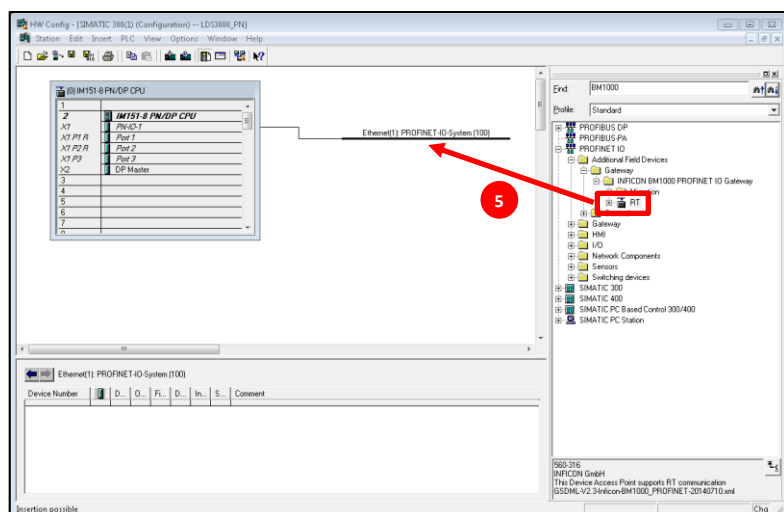 HW Config - [SIMATIC 300(1) (Configuration) -- LDS3000_PN]
Station Edit Insert PLC View Options Window Help
(0) IM151-8 PN/DP CPU
1
2 IM151-8 PN/DP CPU
X1 PN-IO-1
X1 P1 R Port 1
X1 P2 R Port 2
X1 P3 Port 3
X2 DP Master
3
4
5
6
7
Ethernet(1): PROFINET-IO-System (100)
5
Find: BM1000
Profile: Standard
PROFIBUS DP
PROFIBUS-PA
PROFINET IO
Additional Field Devices
Gateway
INFICON BM1000 PROFINET IO Gateway
Migration
RT
Gateway
HMI
I/O
Network Components
Sensors
Switching devices
SIMATIC 300
SIMATIC 400
SIMATIC PC Based Control 300/400
SIMATIC PC Station
Ethernet(1): PROFINET-IO-System (100)
Device Number D... O... Fi... D... In... S... Comment
560-316
INFICON GmbH
This Device Access Point supports RT communication
GSDML-V2.3-Inficon-BM1000_PROFINET-20140710.xml
Insertion possible
Chg